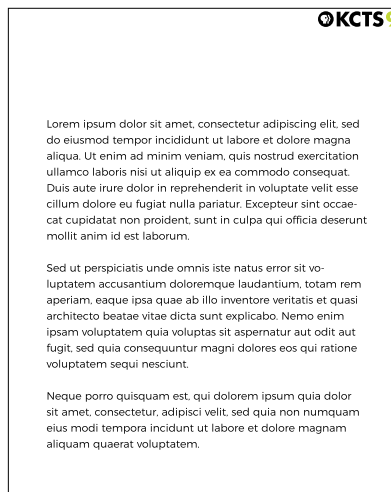 KCTS 9
Lorem ipsum dolor sit amet, consectetur adipiscing elit, sed
do eiusmod tempor incididunt ut labore et dolore magna
aliqua. Ut enim ad minim veniam, quis nostrud exercitation
ullamco laboris nisi ut aliquip ex ea commodo consequat.
Duis aute irure dolor in reprehenderit in voluptate velit esse
cillum dolore eu fugiat nulla pariatur. Excepteur sint occae-
cat cupidatat non proident, sunt in culpa qui officia deserunt
mollit anim id est laborum.
Sed ut perspiciatis unde omnis iste natus error sit vo-
luptatem accusantium doloremque laudantium, totam rem
aperiam, eaque ipsa quae ab illo inventore veritatis et quasi
architecto beatae vitae dicta sunt explicabo. Nemo enim
ipsam voluptatem quia voluptas sit aspernatur aut odit aut
fugit, sed quia consequuntur magni dolores eos qui ratione
voluptatem sequi nesciunt.
Neque porro quisquam est, qui dolorem ipsum quia dolor
sit amet, consectetur, adipisci velit, sed quia non numquam
eius modi tempora incidunt ut labore et dolore magnam
aliquam quaerat voluptatem.